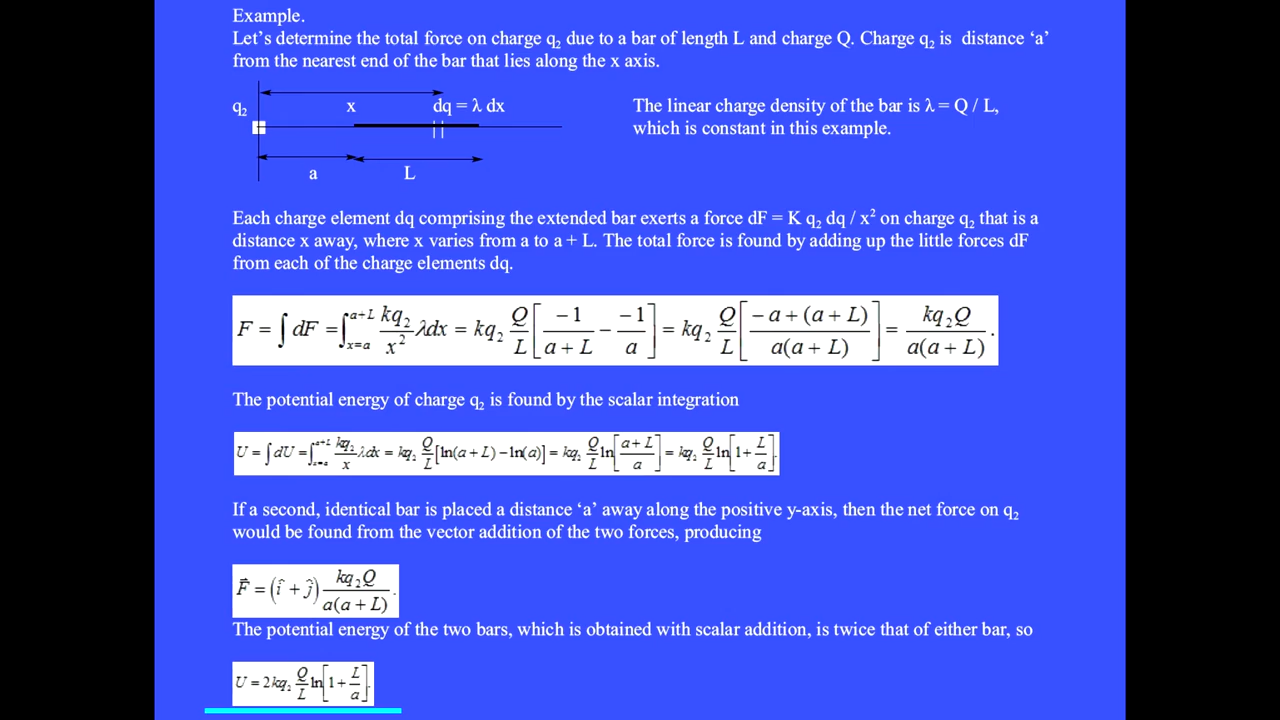 Example.
Let’s determine the total force on charge q₂ due to a bar of length L and charge Q. Charge q₂ is distance ‘a’
from the nearest end of the bar that lies along the x axis.
q₂ x dq = λ dx
The linear charge density of the bar is λ = Q / L,
which is constant in this example.
a L
Each charge element dq comprising the extended bar exerts a force dF = K q₂ dq / x² on charge q₂ that is a
distance x away, where x varies from a to a + L. The total force is found by adding up the little forces dF
from each of the charge elements dq.
F = ∫ dF = ∫_{x=a}^{a+L} kq₂/x² λdx = kq₂ Q/L [−1/(a + L) − −1/a] = kq₂ Q/L [(−a + (a + L))/(a(a + L))] = kq₂Q/(a(a + L)).
The potential energy of charge q₂ is found by the scalar integration
U = ∫ dU = ∫_{x=a}^{a+L} kq₂/x λdx = kq₂ Q/L [ln(a + L) − ln(a)] = kq₂ Q/L ln[(a + L)/a] = kq₂ Q/L ln[1 + L/a].
If a second, identical bar is placed a distance ‘a’ away along the positive y-axis, then the net force on q₂
would be found from the vector addition of the two forces, producing
F⃗ = (î + ĵ) kq₂Q/(a(a + L)).
The potential energy of the two bars, which is obtained with scalar addition, is twice that of either bar, so
U = 2kq₂ Q/L ln[1 + L/a].